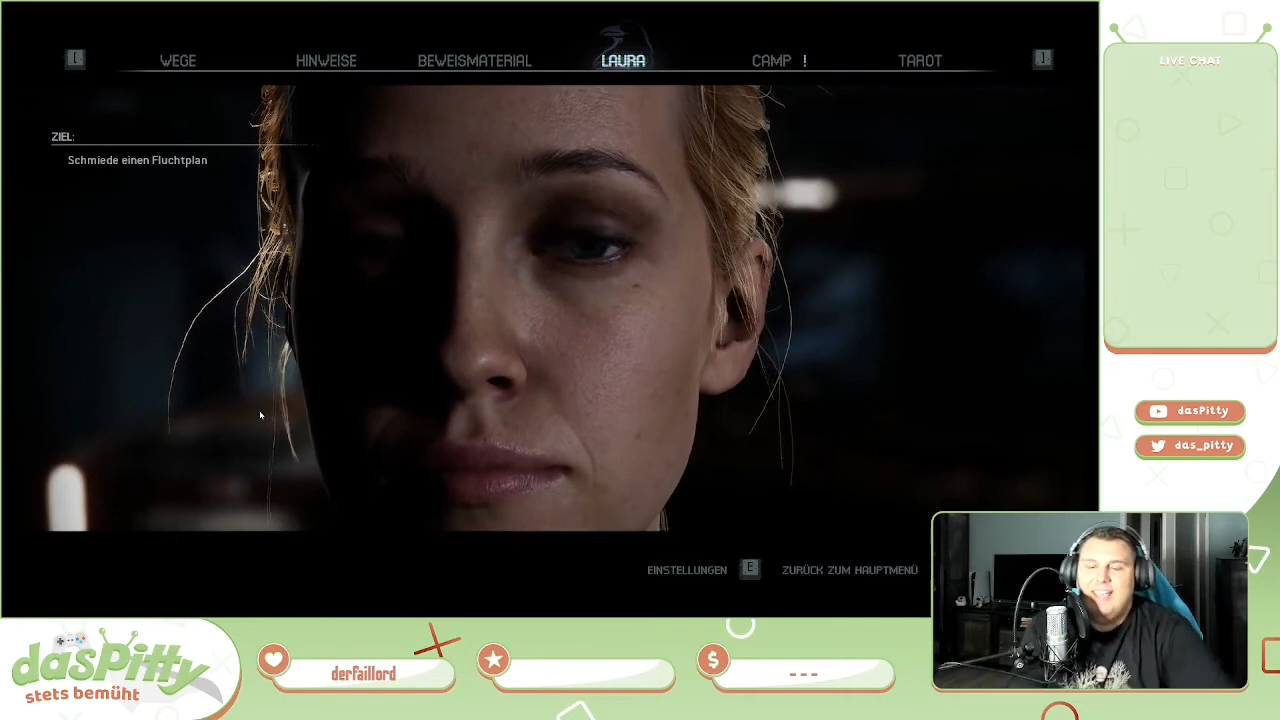 [ WEGE HINWEISE BEWEISMATERIAL LAURA CAMP ! TAROT ]
LIVE CHAT
ZIEL:
Schmiede einen Fluchtplan
dasPitty
das_pitty
EINSTELLUNGEN E ZURÜCK ZUM HAUPTMENÜ
dasPitty
stets bemüht
derfaillord
$ ---